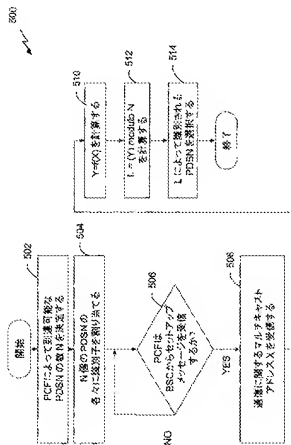 500
開始
502
PCFによって到達可能な
PDSNの数Nを決定する
504
N個のPDSNの
各々に識別子を割り当てる
506
PCFは
BSCからセットアップ
メッセージを受信
するか?
NO
YES
508
通信に関するマルチキャスト
アドレスXを受信する
510
Y=f(X)を計算する
512
L = (Y) modulo N
を計算する
514
Lによって識別される
PDSNを選択する
終了